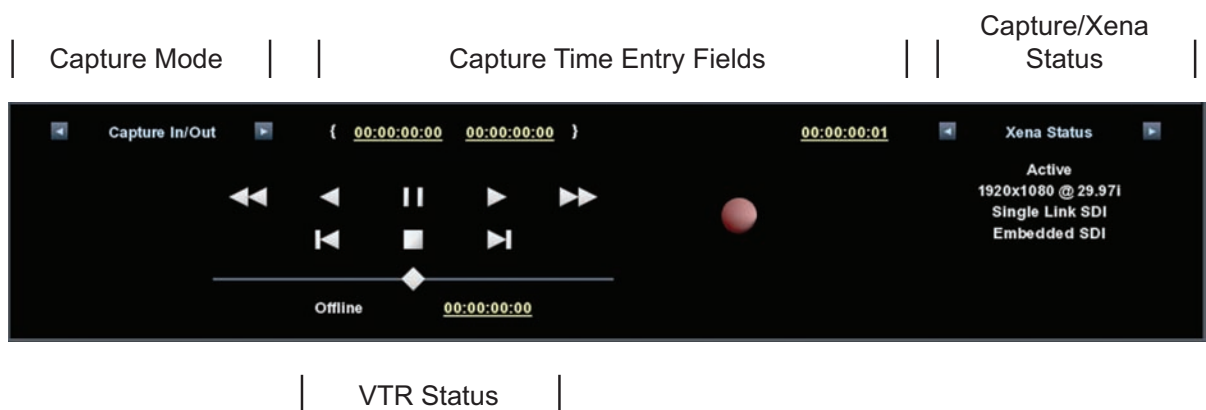 Capture Mode
Capture Time Entry Fields
Capture/Xena
Status
Capture In/Out
{ 00:00:00:00 00:00:00:00 }
00:00:00:01
Xena Status
Active
1920x1080 @ 29.97i
Single Link SDI
Embedded SDI
Offline
00:00:00:00
VTR Status